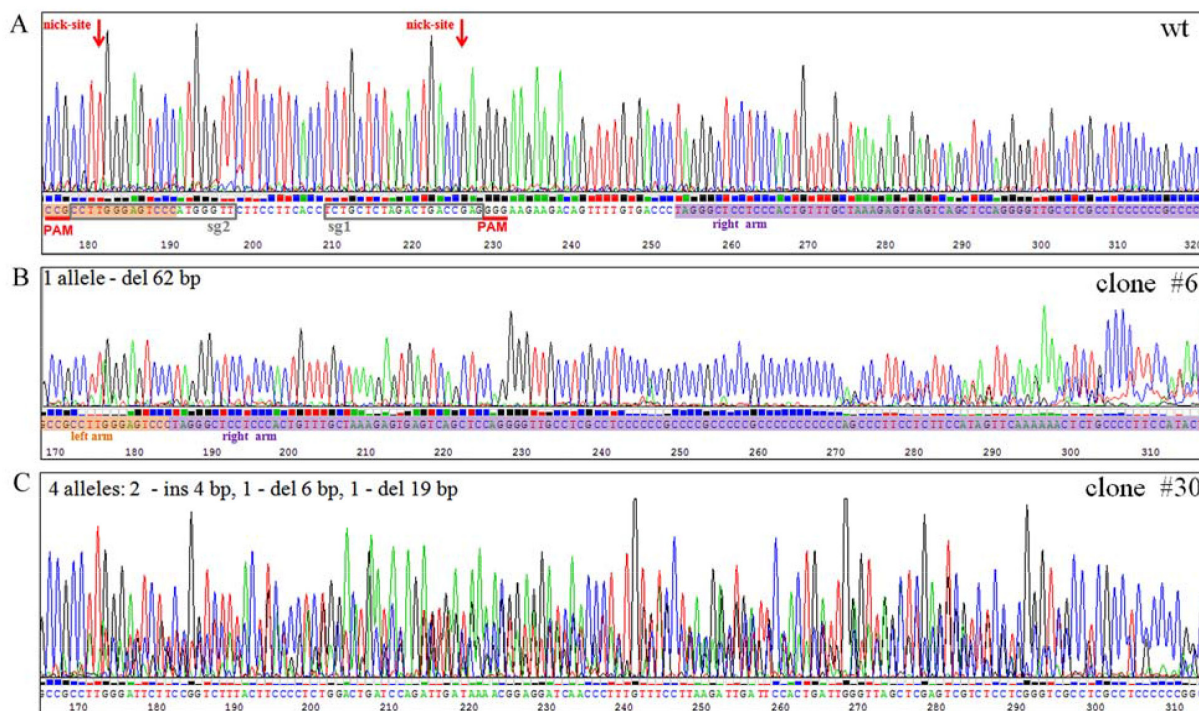 A
nick-site
nick-site
wt
CCGCCTTGGGAGTCCCATGGGTTCTTCCTTCACCCTGCTCTAGACTGACCGAGGGGAAGAAGACAGTTTTGTGACCCTAGGGCTCCTCCCACTGTTTGCTAAAGAGTGAGTCAGCTCCAGGGGTTGCCTCGCCTCCCCCCGCCCC
PAM sg2 sg1 PAM right arm
180 190 200 210 220 230 240 250 260 270 280 290 300 310 320
B
1 allele - del 62 bp
clone #6
GCCGCCTTGGGAGTCCCTAGGGCTCCTCCCACTGTTTGCTAAAGAGTGAGTCAGCTCCAGGGGTTGCCTCGCCTCCCCCCGCCCCGCCCCCGCCCCCCCCCCCCAGCCCTTCCTCTTCCATAGTTCAAAAAACTCTGCCCCTTCCATACT
left arm right arm
170 180 190 200 210 220 230 240 250 260 270 280 290 300 310
C
4 alleles: 2 - ins 4 bp, 1 - del 6 bp, 1 - del 19 bp
clone #30
GCCGCCTTGGGATTCTTCCGGTCTTTACTTCCCCTCTGGACTGATCCAGATTGATAAAACGGAGGATCAACCCTTTGTTTCCTTAAGATTGATTCCACTGATTGGGTTAGCTCGAGTCGTCTCCTCGGGTCGCCTCGCCTCCCCCCGG
170 180 190 200 210 220 230 240 250 260 270 280 290 300 310